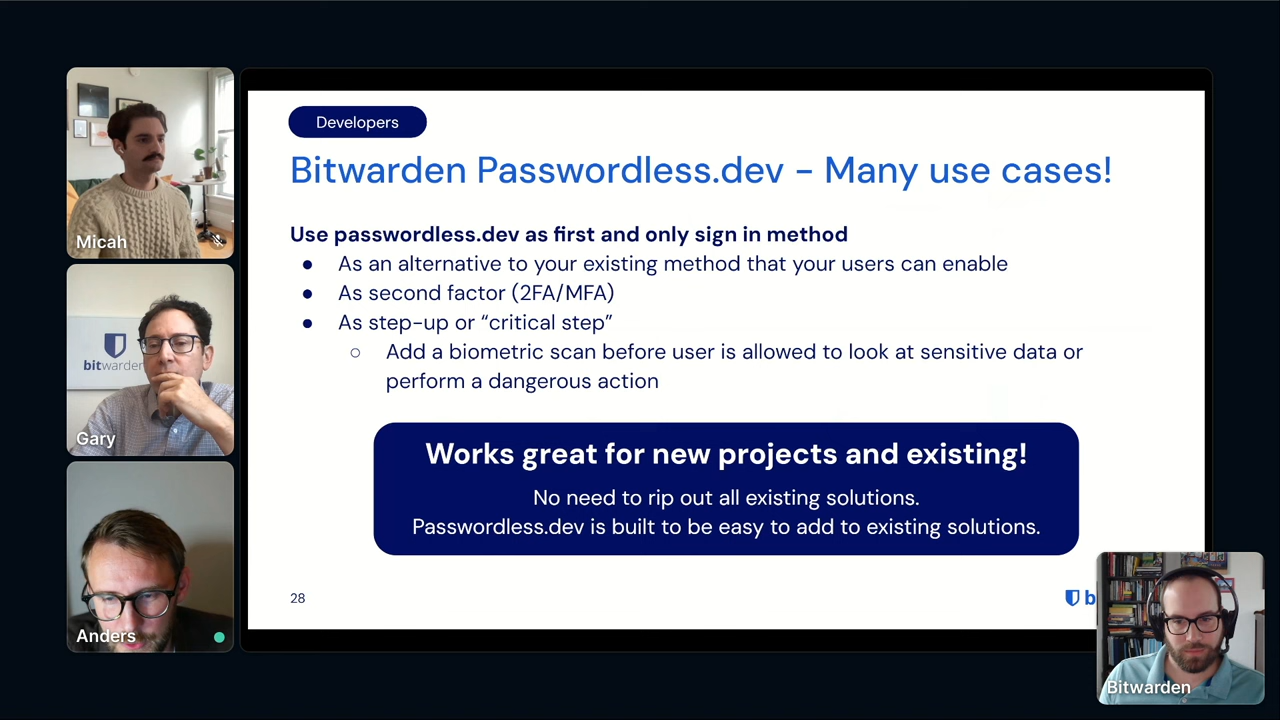 Developers
Bitwarden Passwordless.dev - Many use cases!
Use passwordless.dev as first and only sign in method
● As an alternative to your existing method that your users can enable
● As second factor (2FA/MFA)
● As step-up or “critical step”
○ Add a biometric scan before user is allowed to look at sensitive data or
perform a dangerous action
Works great for new projects and existing!
No need to rip out all existing solutions.
Passwordless.dev is built to be easy to add to existing solutions.
28
b
Micah
bitwarden
Gary
Anders
Bitwarden